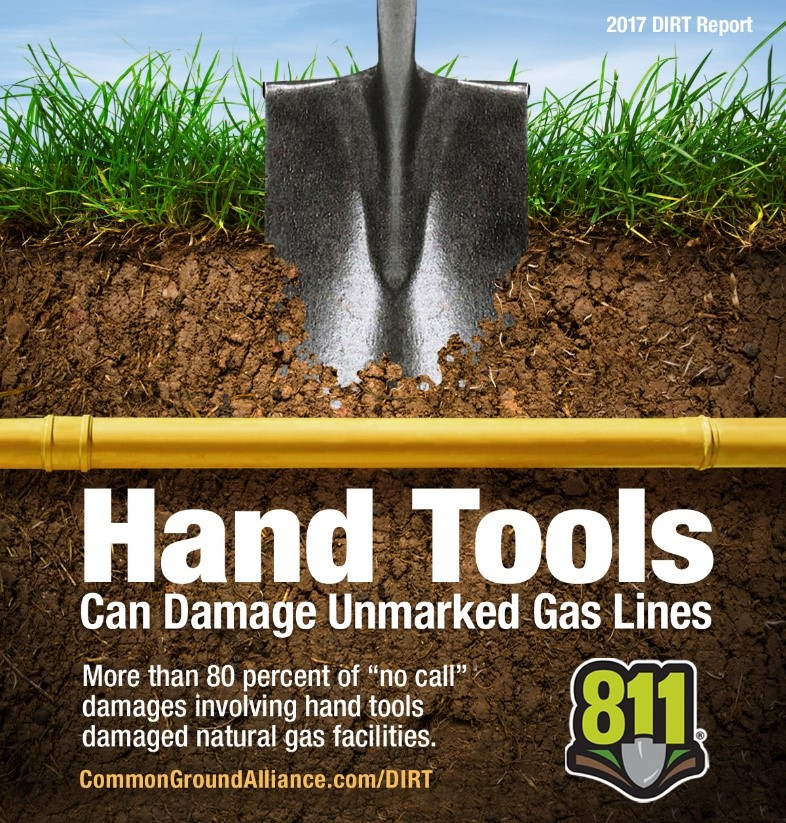 2017 DIRT Report
Hand Tools
Can Damage Unmarked Gas Lines
More than 80 percent of “no call”
damages involving hand tools
damaged natural gas facilities.
CommonGroundAlliance.com/DIRT
811®